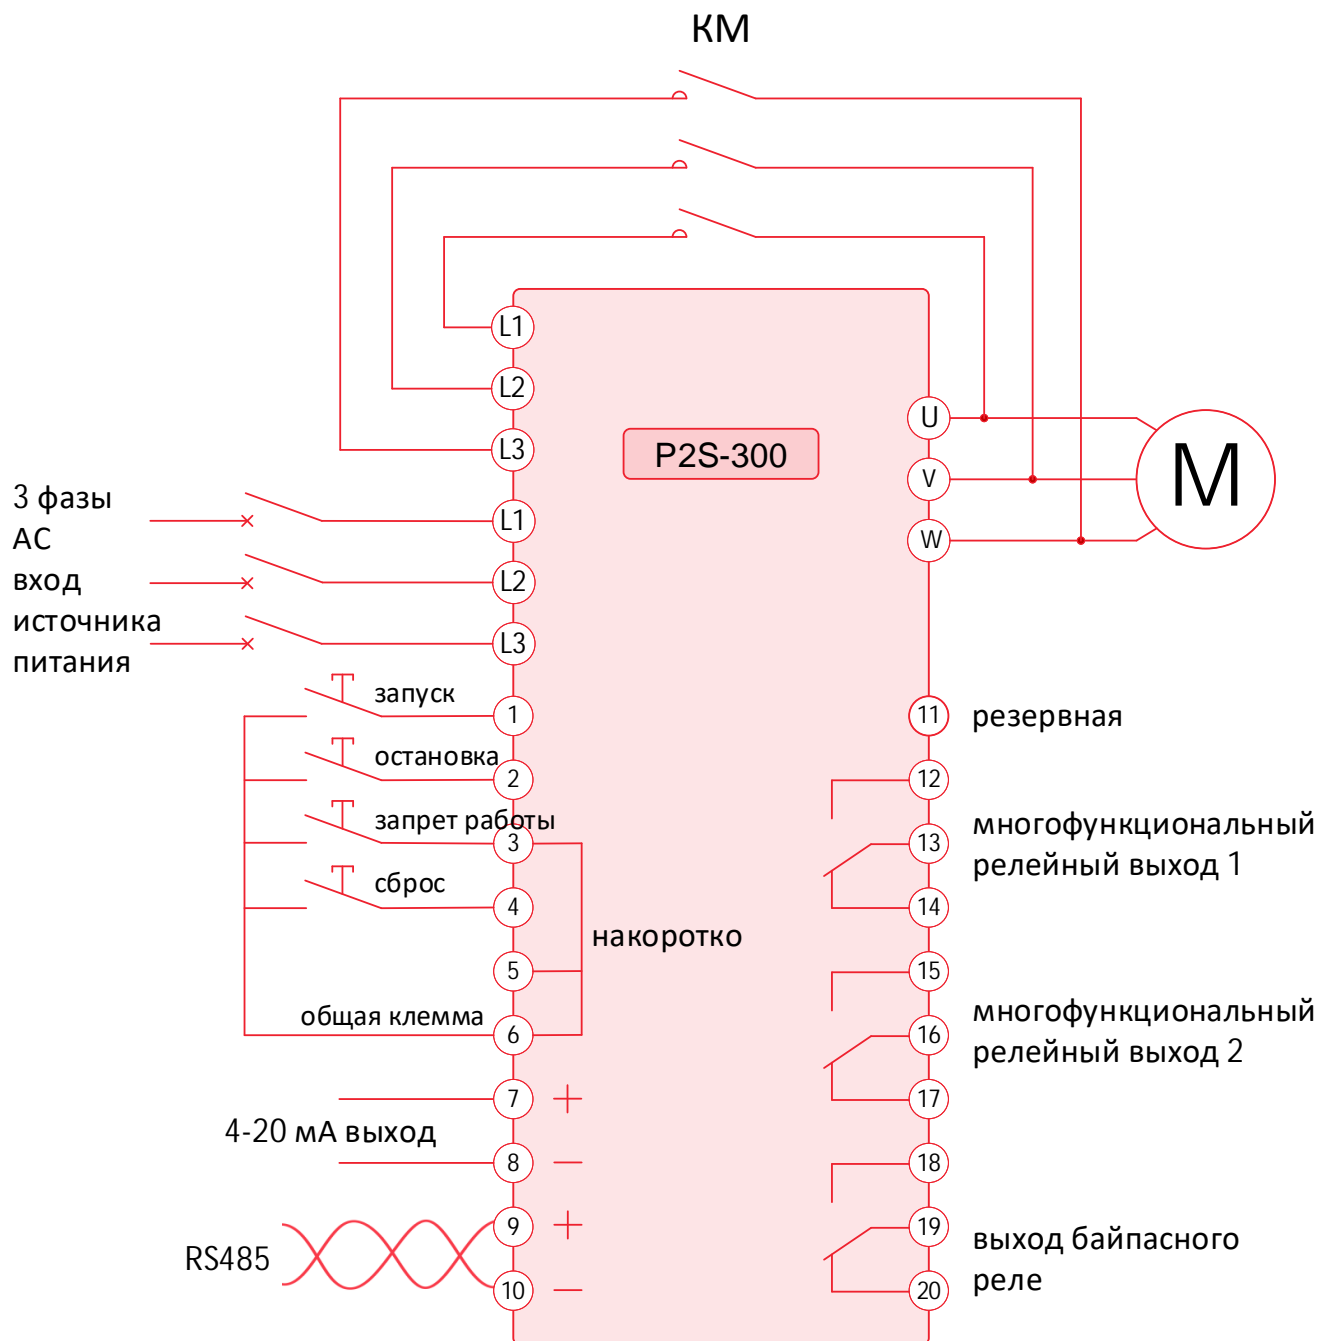 КМ
L1
L2
L3
P2S-300
U
V
W
M
3 фазы
АС
вход
источника
питания
L1
L2
L3
запуск
1
остановка
2
запрет работы
3
сброс
4
накоротко
5
общая клемма
6
7
4-20 мА выход
8
9
RS485
10
11
резервная
12
многофункциональный
13
релейный выход 1
14
15
многофункциональный
16
релейный выход 2
17
18
19
выход байпасного
реле
20